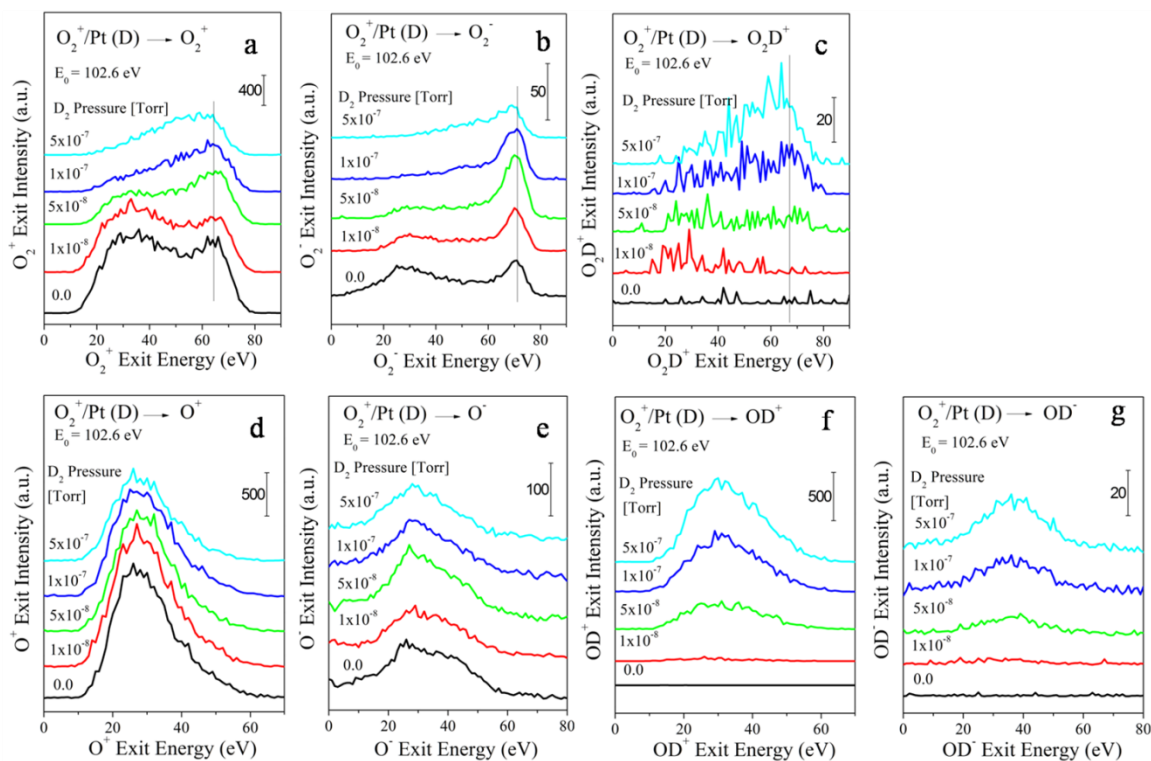 O₂⁺/Pt (D) → O₂⁺
a
E₀ = 102.6 eV
400
D₂ Pressure [Torr]
5x10⁻⁷
1x10⁻⁷
5x10⁻⁸
1x10⁻⁸
0.0
O₂⁺ Exit Intensity (a.u.)
0 20 40 60 80
O₂⁺ Exit Energy (eV)
O₂⁺/Pt (D) → O₂⁻
b
E₀ = 102.6 eV
50
D₂ Pressure [Torr]
5x10⁻⁷
1x10⁻⁷
5x10⁻⁸
1x10⁻⁸
0.0
O₂⁻ Exit Intensity (a.u.)
0 20 40 60 80
O₂⁻ Exit Energy (eV)
O₂⁺/Pt (D) → O₂D⁺
c
E₀ = 102.6 eV
D₂ Pressure [Torr]
20
5x10⁻⁷
1x10⁻⁷
5x10⁻⁸
1x10⁻⁸
0.0
O₂D⁺ Exit Intensity (a.u.)
0 20 40 60 80
O₂D⁺ Exit Energy (eV)
O₂⁺/Pt (D) → O⁺
d
E₀ = 102.6 eV
D₂ Pressure
[Torr]
500
5x10⁻⁷
1x10⁻⁷
5x10⁻⁸
1x10⁻⁸
0.0
O⁺ Exit Intensity (a.u.)
0 20 40 60
O⁺ Exit Energy (eV)
O₂⁺/Pt (D) → O⁻
e
E₀ = 102.6 eV
D₂ Pressure [Torr]
100
5x10⁻⁷
1x10⁻⁷
5x10⁻⁸
1x10⁻⁸
0.0
O⁻ Exit Intensity (a.u.)
0 20 40 60 80
O⁻ Exit Energy (eV)
O₂⁺/Pt (D) → OD⁺
f
E₀ = 102.6 eV
D₂ Pressure
[Torr]
500
5x10⁻⁷
1x10⁻⁷
5x10⁻⁸
1x10⁻⁸
0.0
OD⁺ Exit Intensity (a.u.)
0 20 40 60
OD⁺ Exit Energy (eV)
O₂⁺/Pt (D) → OD⁻
g
E₀ = 102.6 eV
D₂ Pressure
[Torr]
20
5x10⁻⁷
1x10⁻⁷
5x10⁻⁸
1x10⁻⁸
0.0
OD⁻ Exit Intensity (a.u.)
0 20 40 60 80
OD⁻ Exit Energy (eV)